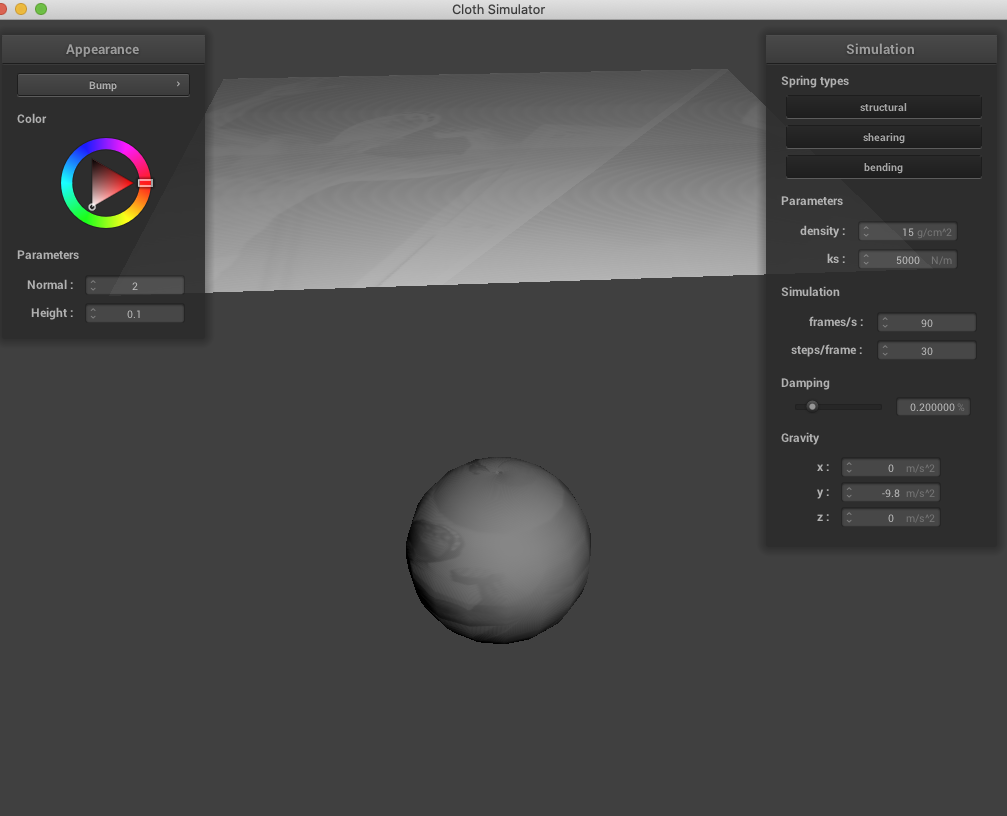 Cloth Simulator
Appearance
Bump
Color
Parameters
Normal : 2
Height : 0.1
Simulation
Spring types
structural
shearing
bending
Parameters
density : 15 g/cm^2
ks : 5000 N/m
Simulation
frames/s : 90
steps/frame : 30
Damping
0.200000 %
Gravity
x : 0 m/s^2
y : -9.8 m/s^2
z : 0 m/s^2